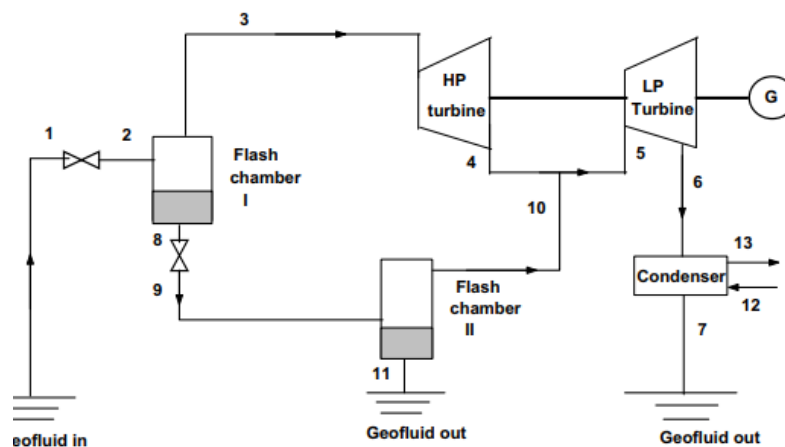 3
HP
turbine
LP
Turbine
G
1
2
Flash
chamber
I
4
5
6
8
10
13
Condenser
9
Flash
chamber
II
12
7
11
eofluid in
Geofluid out
Geofluid out